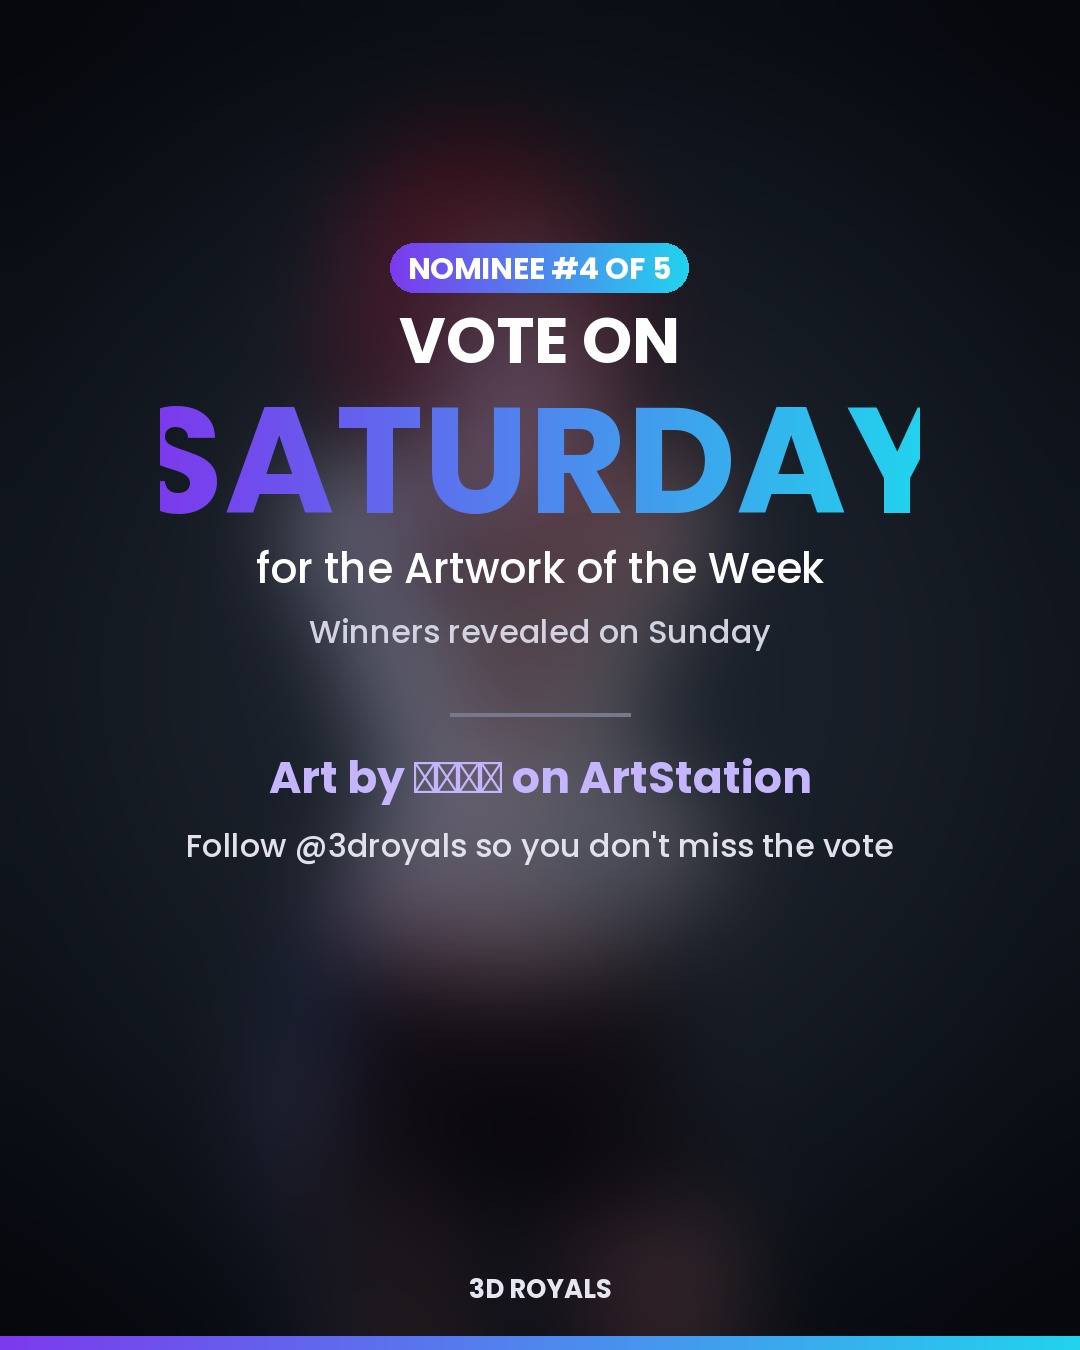 NOMINEE #4 OF 5
VOTE ON
SATURDAY
for the Artwork of the Week
Winners revealed on Sunday
Art by on ArtStation
Follow @3droyals so you don't miss the vote
3D ROYALS